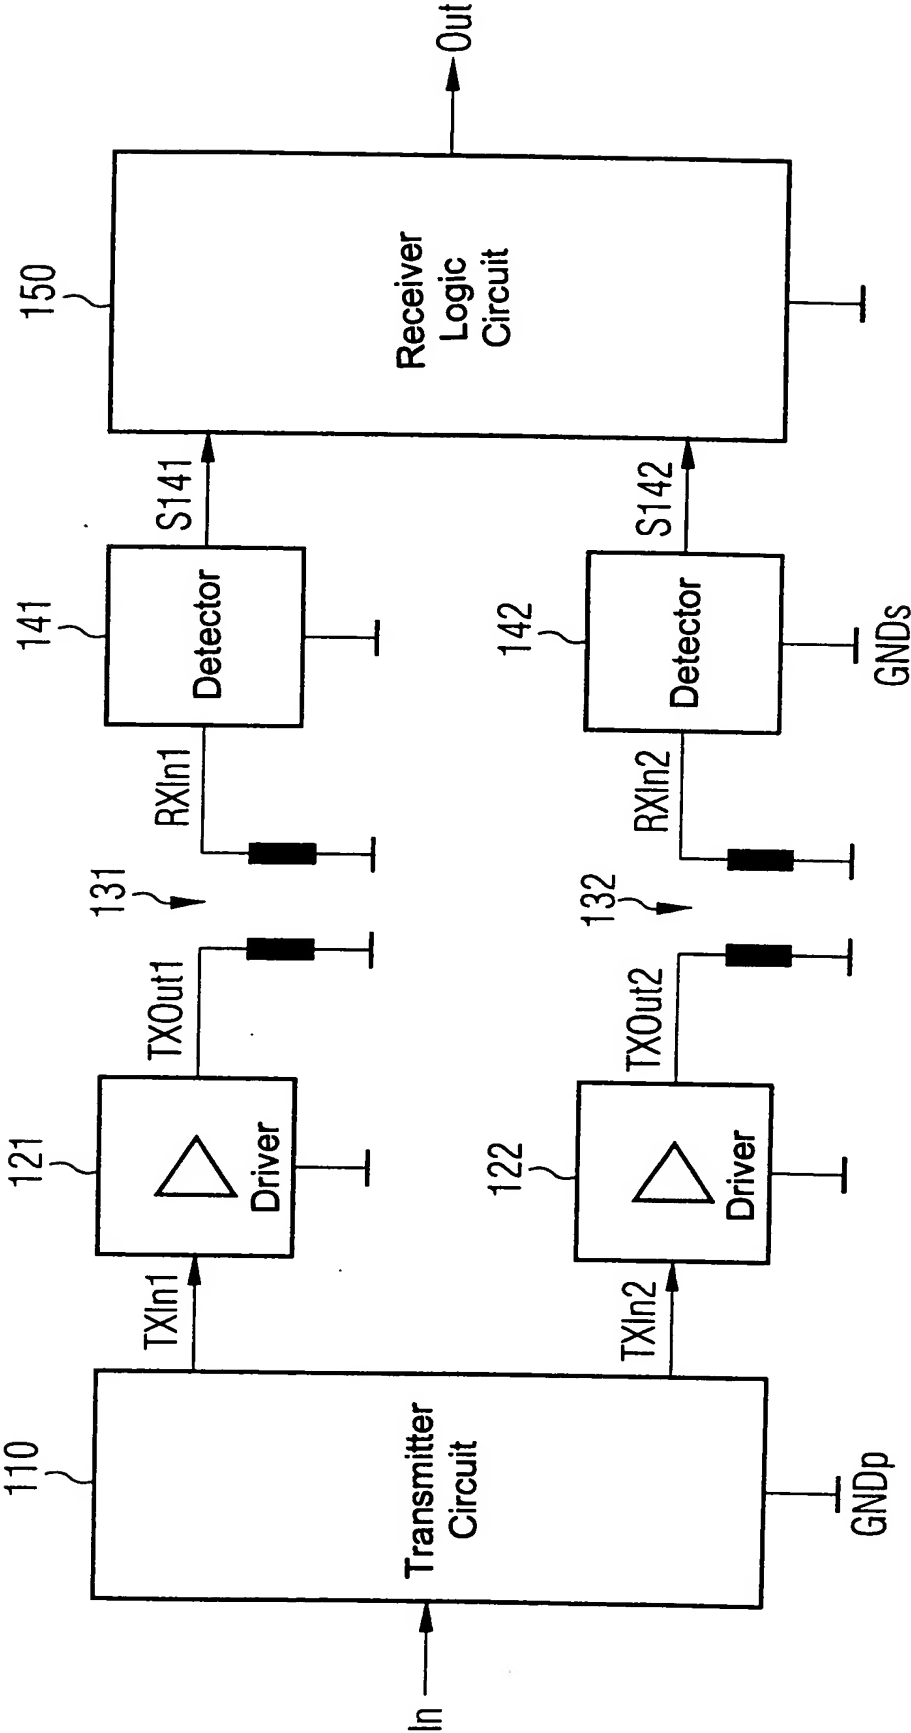 In
110
Transmitter
Circuit
GNDp
TXIn1
TXIn2
121
Driver
122
Driver
TXOut1
TXOut2
131
132
RXIn1
RXIn2
141
Detector
142
Detector
GNDs
S141
S142
150
Receiver
Logic
Circuit
Out